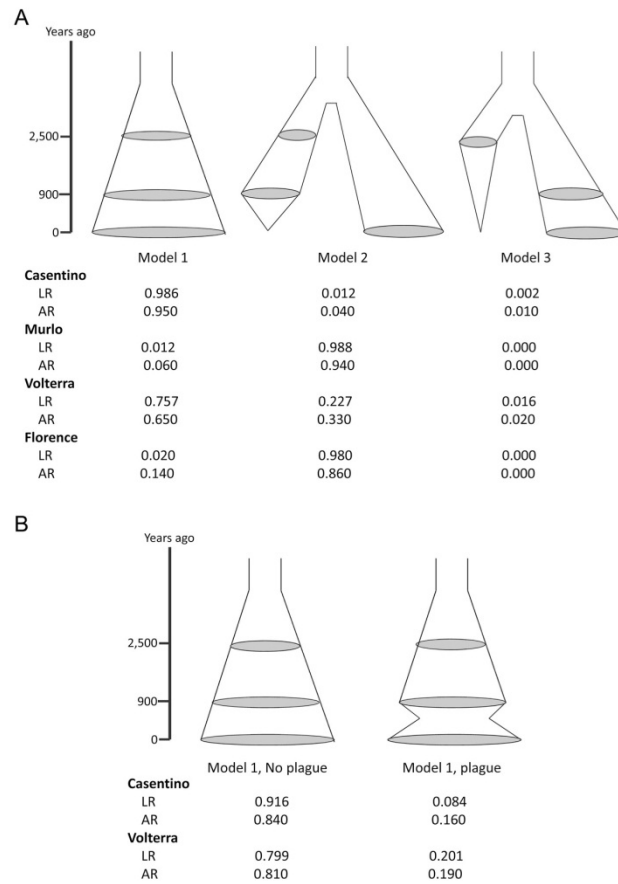 A
Years ago
2,500
900
0
Model 1 Model 2 Model 3
Casentino
LR 0.986 0.012 0.002
AR 0.950 0.040 0.010
Murlo
LR 0.012 0.988 0.000
AR 0.060 0.940 0.000
Volterra
LR 0.757 0.227 0.016
AR 0.650 0.330 0.020
Florence
LR 0.020 0.980 0.000
AR 0.140 0.860 0.000
B
Years ago
2,500
900
0
Model 1, No plague Model 1, plague
Casentino
LR 0.916 0.084
AR 0.840 0.160
Volterra
LR 0.799 0.201
AR 0.810 0.190